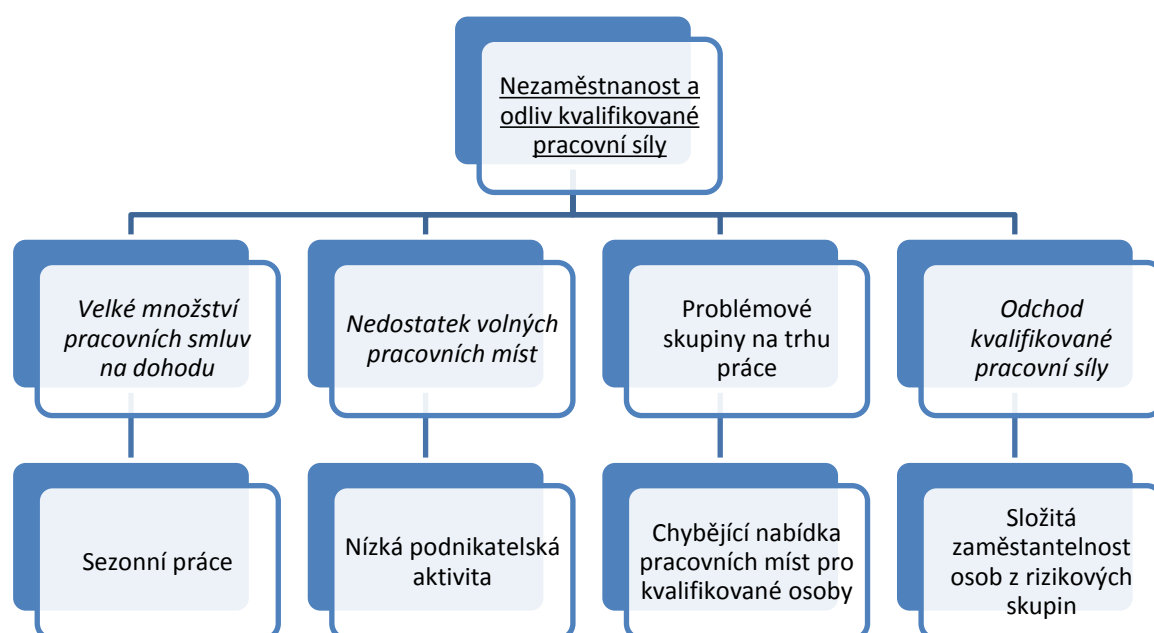 Nezaměstnanost a
odliv kvalifikované
pracovní síly
Velké množství
pracovních smluv
na dohodu
Nedostatek volných
pracovních míst
Problémové
skupiny na trhu
práce
Odchod
kvalifikované
pracovní síly
Sezonní práce
Nízká podnikatelská
aktivita
Chybějící nabídka
pracovních míst pro
kvalifikované osoby
Složitá
zaměstantelnost
osob z rizikových
skupin